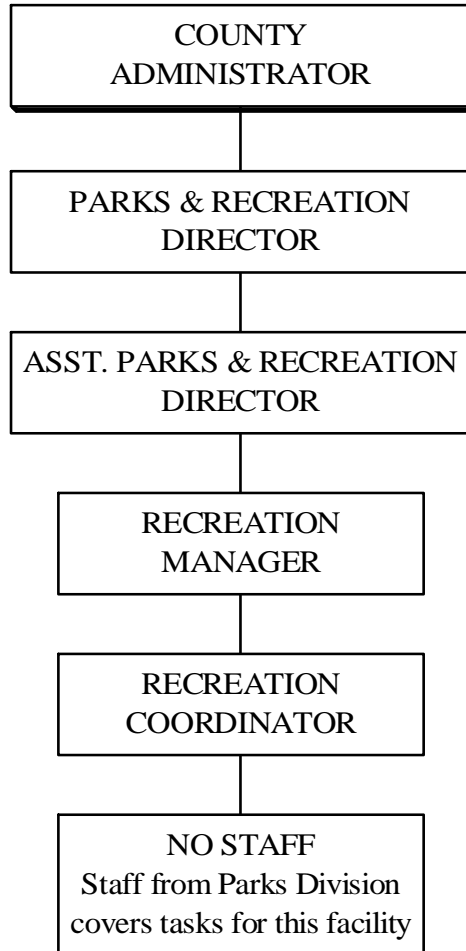 COUNTY
ADMINISTRATOR
PARKS & RECREATION
DIRECTOR
ASST. PARKS & RECREATION
DIRECTOR
RECREATION
MANAGER
RECREATION
COORDINATOR
NO STAFF
Staff from Parks Division
covers tasks for this facility